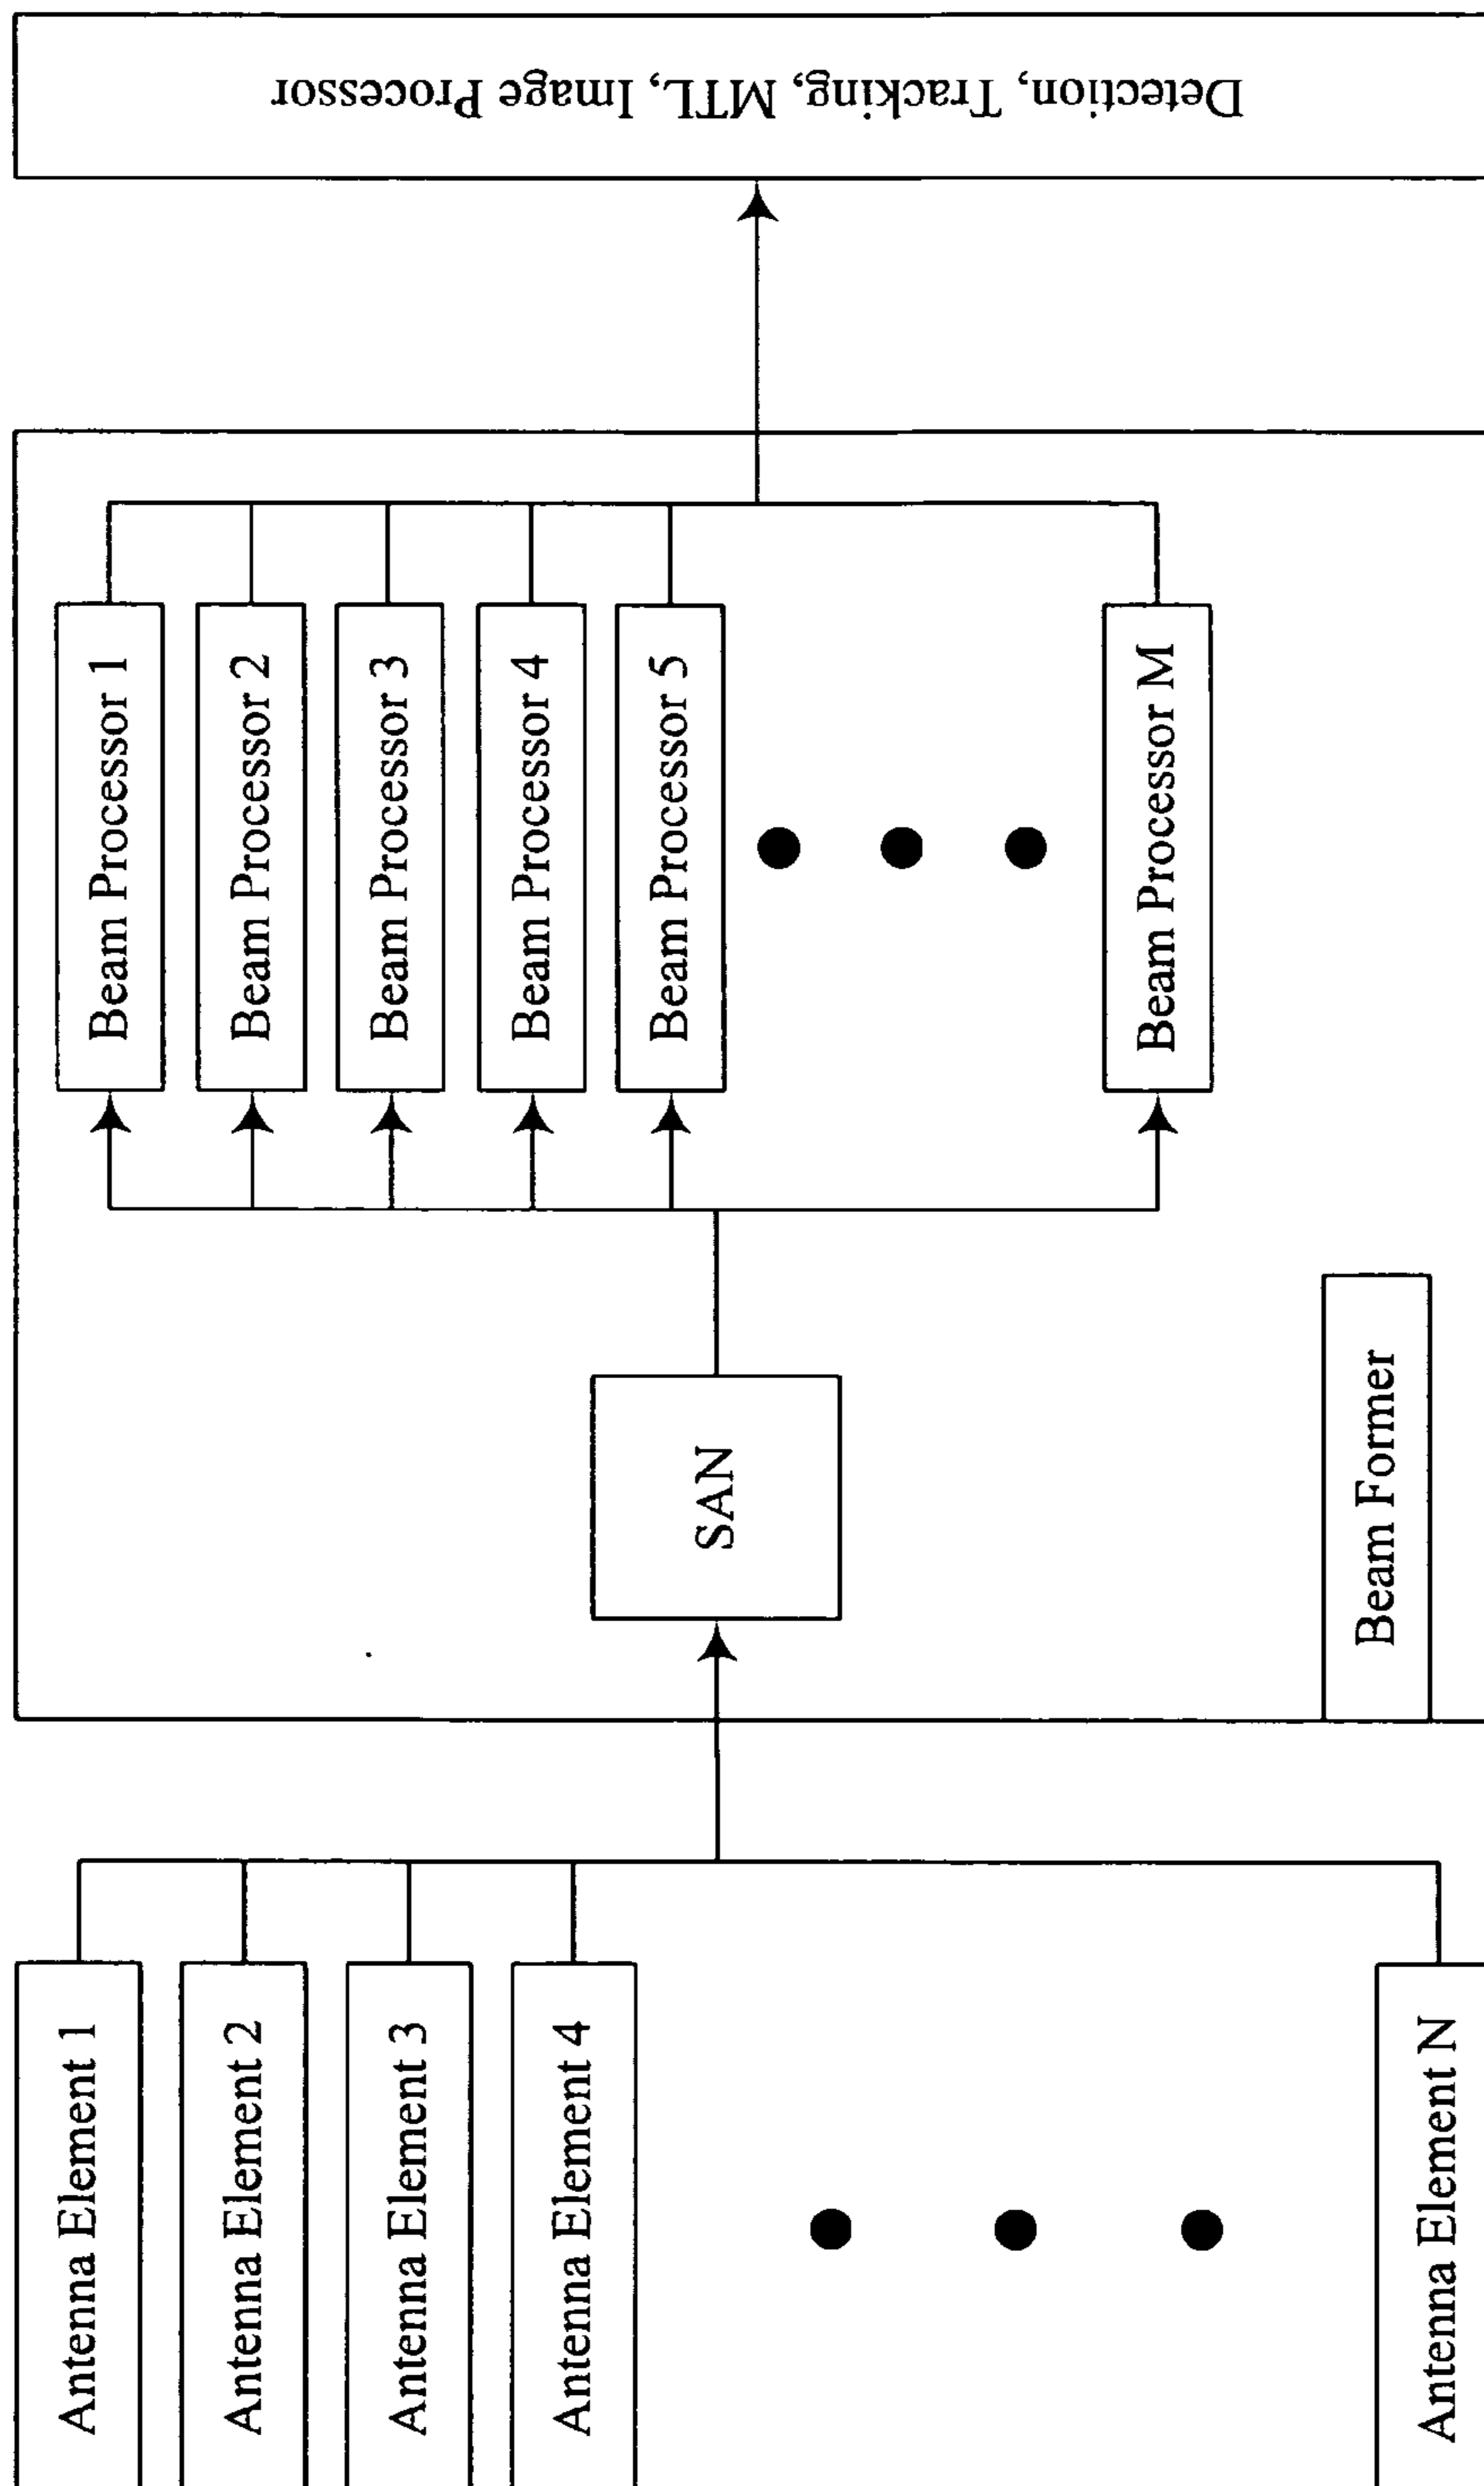 Antenna Element 1
Antenna Element 2
Antenna Element 3
Antenna Element 4
Antenna Element N
SAN
Beam Former
Beam Processor 1
Beam Processor 2
Beam Processor 3
Beam Processor 4
Beam Processor 5
Beam Processor M
Detection, Tracking, MTL, Image Processor